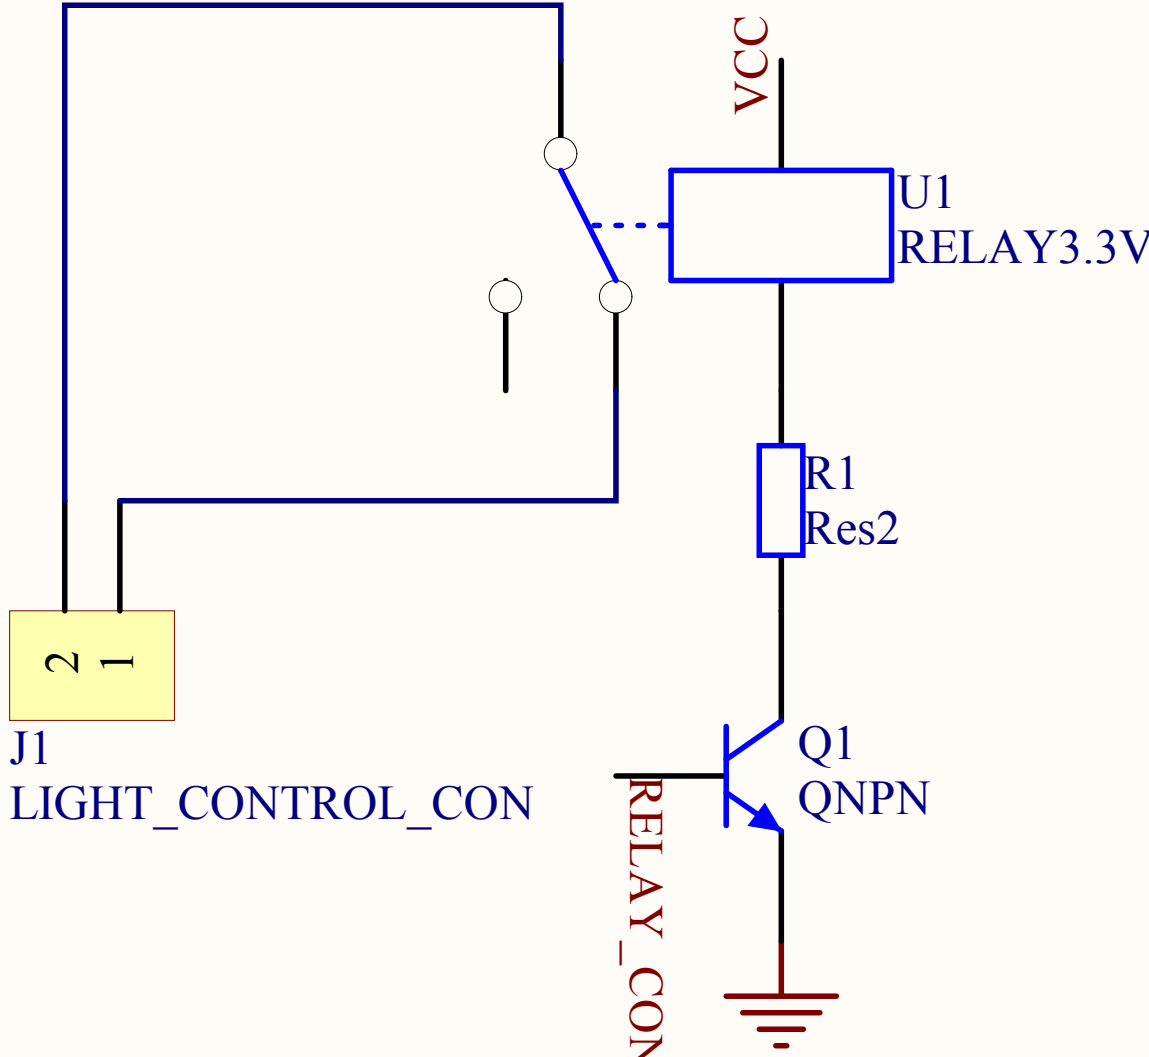 VCC
U1
RELAY3.3V
R1
Res2
2
1
J1
LIGHT_CONTROL_CON
Q1
QNPN
RELAY_CON